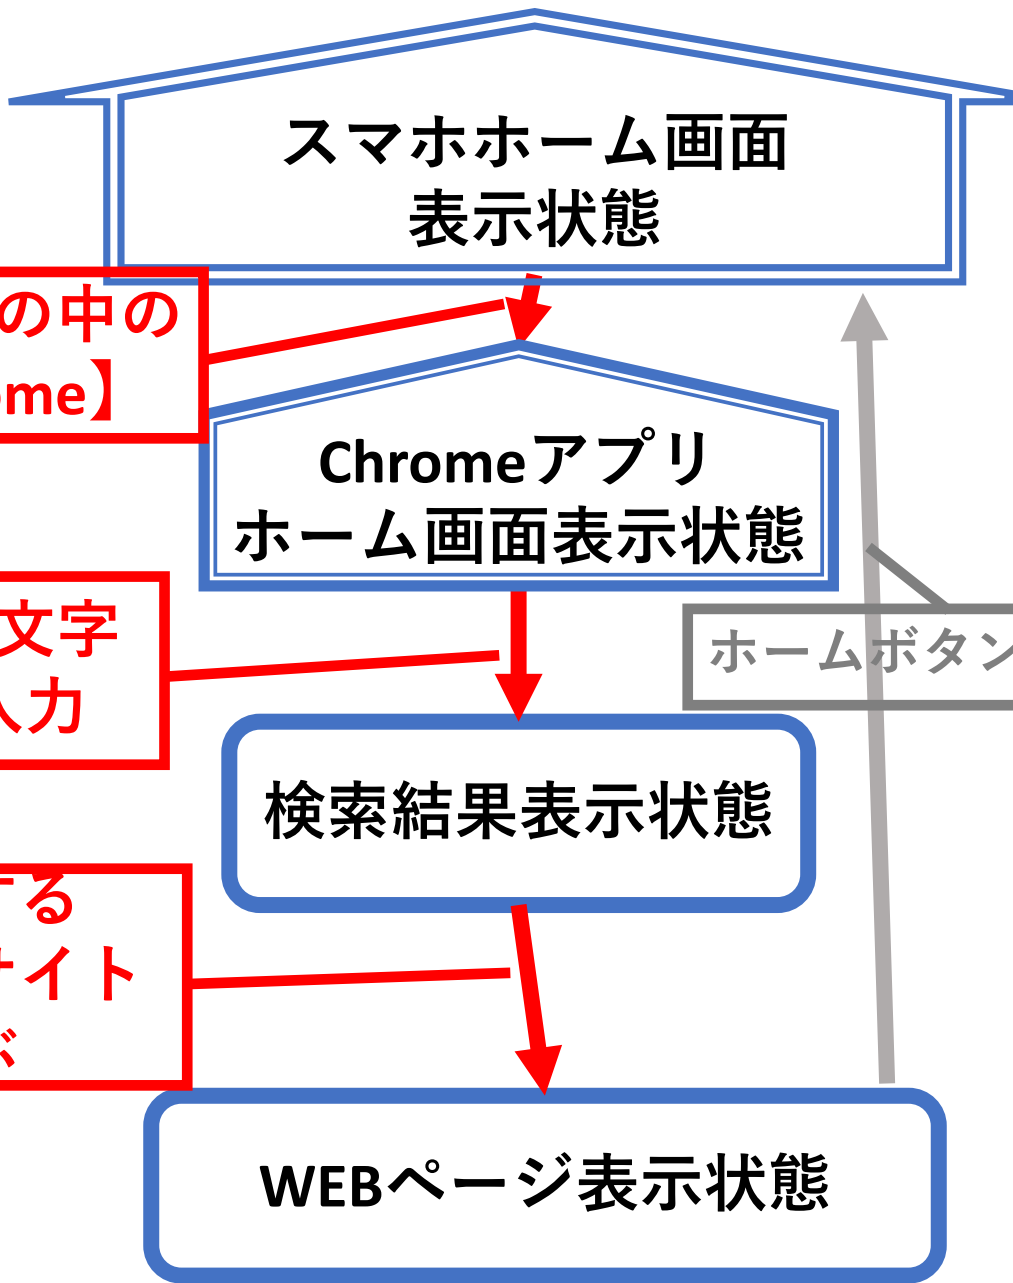 スマホホーム画面
表示状態
の中の
ome】
Chromeアプリ
ホーム画面表示状態
文字
入力
ホームボタン
検索結果表示状態
する
サイト
WEBページ表示状態